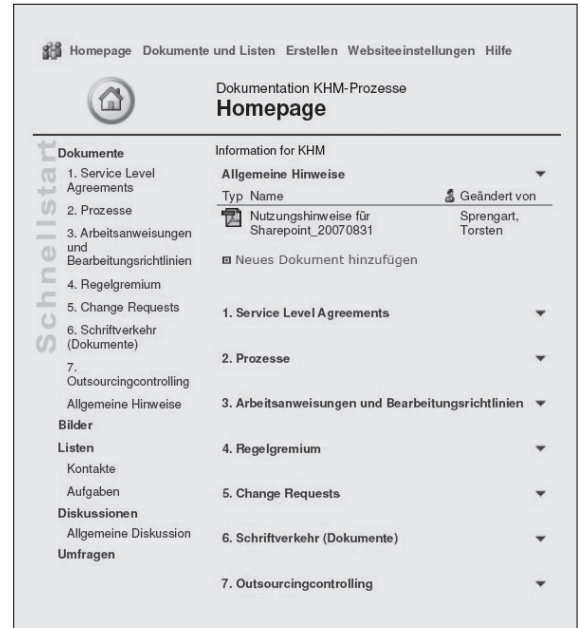 Homepage Dokumente und Listen Erstellen Websiteeinstellungen Hilfe
Dokumentation KHM-Prozesse
Homepage
Schnellstart
Dokumente
1. Service Level
Agreements
2. Prozesse
3. Arbeitsanweisungen
und
Bearbeitungsrichtlinien
4. Regelgremium
5. Change Requests
6. Schriftverkehr
(Dokumente)
7.
Outsourcingcontrolling
Allgemeine Hinweise
Bilder
Listen
Kontakte
Aufgaben
Diskussionen
Allgemeine Diskussion
Umfragen
Information for KHM
Allgemeine Hinweise
Typ Name Geändert von
Nutzungshinweise für Sprengart,
Sharepoint_20070831 Torsten
Neues Dokument hinzufügen
1. Service Level Agreements
2. Prozesse
3. Arbeitsanweisungen und Bearbeitungsrichtlinien
4. Regelgremium
5. Change Requests
6. Schriftverkehr (Dokumente)
7. Outsourcingcontrolling